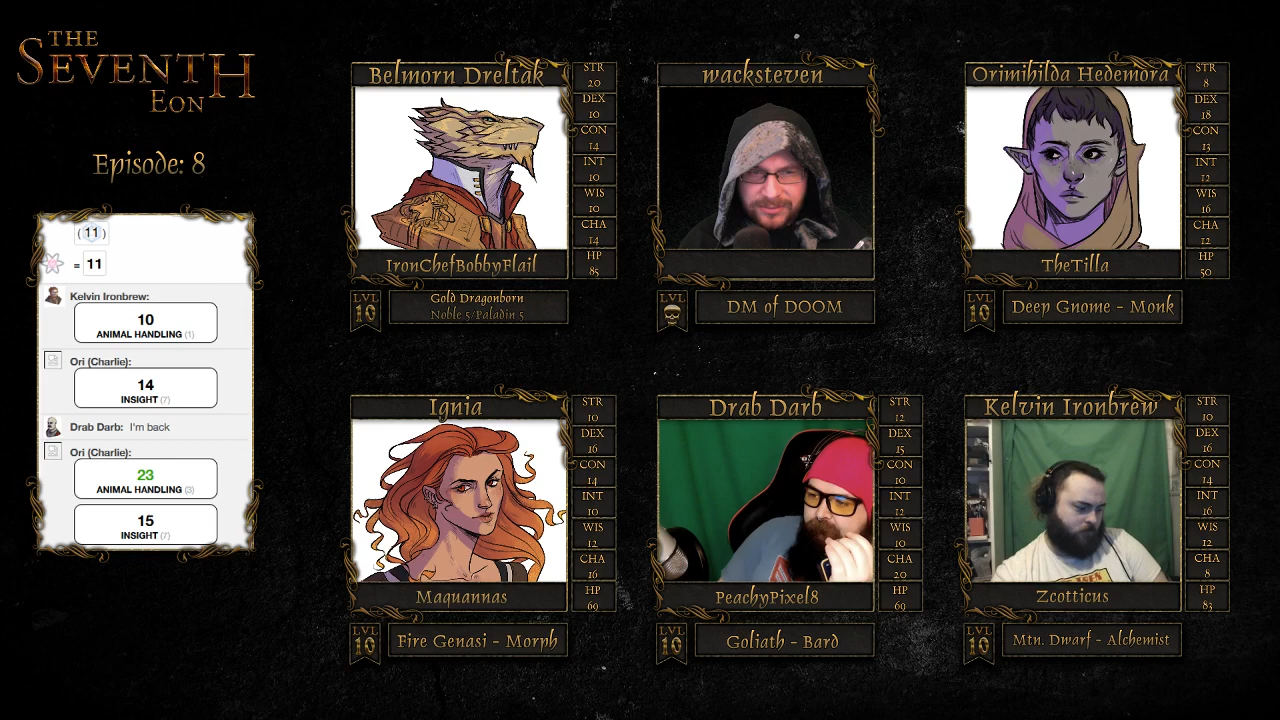 THE
SEVENTH
EON
Episode: 8
(11)
= 11
Kelvin Ironbrew:
10
ANIMAL HANDLING (1)
Ori (Charlie):
14
INSIGHT (7)
Drab Darb: I'm back
Ori (Charlie):
23
ANIMAL HANDLING (3)
15
INSIGHT (7)
Belmorn Dreltak
STR
20
DEX
10
CON
14
INT
10
WIS
10
CHA
14
HP
85
IronChefBobbyFlail
LVL
10
Gold Dragonborn
Noble 5/Paladin 5
wacksteven
LVL
DM of DOOM
Orimihilda Hedemora
STR
8
DEX
18
CON
13
INT
12
WIS
16
CHA
12
HP
50
TheTilla
LVL
10
Deep Gnome - Monk
Ignia
STR
10
DEX
16
CON
14
INT
10
WIS
12
CHA
16
HP
69
Maquannas
LVL
10
Fire Genasi - Morph
Drab Darb
STR
12
DEX
15
CON
10
INT
12
WIS
10
CHA
20
HP
69
PeachyPixel8
LVL
10
Goliath - Bard
Kelvin Ironbrew
STR
10
DEX
16
CON
14
INT
16
WIS
12
CHA
8
HP
83
Zcotticus
LVL
10
Mtn. Dwarf - Alchemist